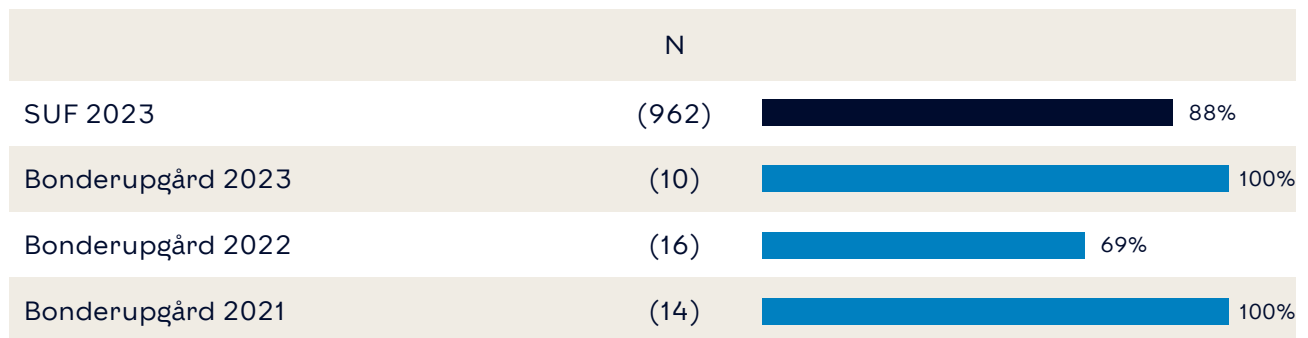 N
SUF 2023 (962) 88%
Bonderupgård 2023 (10) 100%
Bonderupgård 2022 (16) 69%
Bonderupgård 2021 (14) 100%